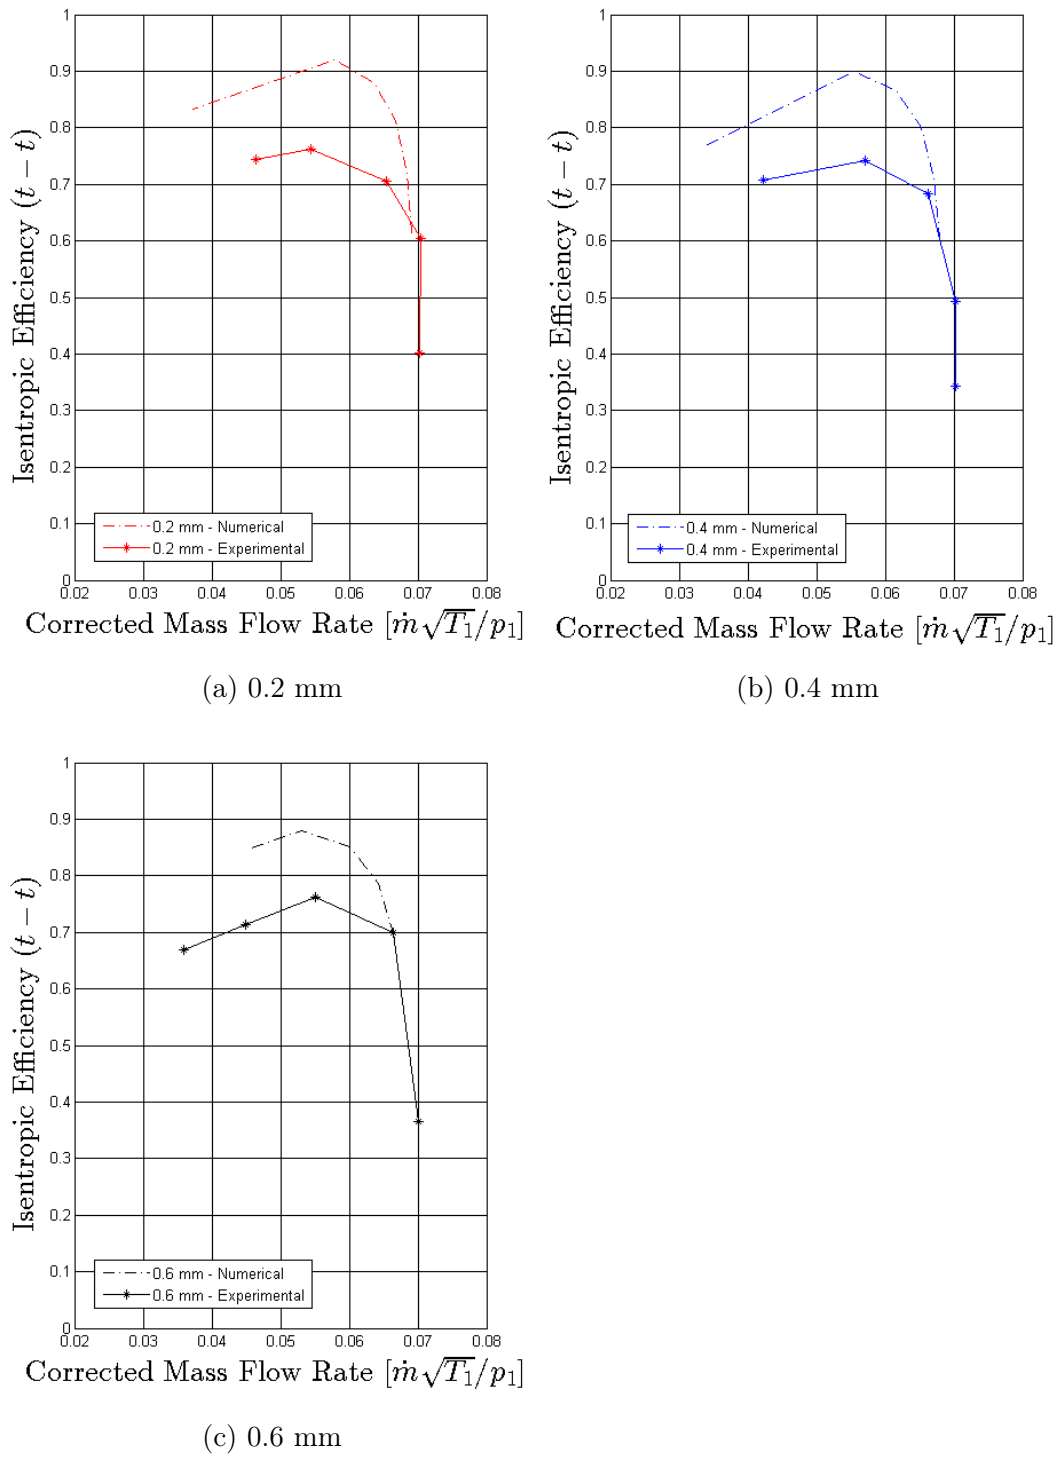 1
0.9
0.8
0.7
0.6
0.5
0.4
0.3
0.2
0.1
0
0.02 0.03 0.04 0.05 0.06 0.07 0.08
Isentropic Efficiency (t − t)
0.2 mm - Numerical
0.2 mm - Experimental
Corrected Mass Flow Rate [ṁ√T₁/p₁]
(a) 0.2 mm
1
0.9
0.8
0.7
0.6
0.5
0.4
0.3
0.2
0.1
0
0.02 0.03 0.04 0.05 0.06 0.07 0.08
Isentropic Efficiency (t − t)
0.4 mm - Numerical
0.4 mm - Experimental
Corrected Mass Flow Rate [ṁ√T₁/p₁]
(b) 0.4 mm
1
0.9
0.8
0.7
0.6
0.5
0.4
0.3
0.2
0.1
0
0.02 0.03 0.04 0.05 0.06 0.07 0.08
Isentropic Efficiency (t − t)
0.6 mm - Numerical
0.6 mm - Experimental
Corrected Mass Flow Rate [ṁ√T₁/p₁]
(c) 0.6 mm